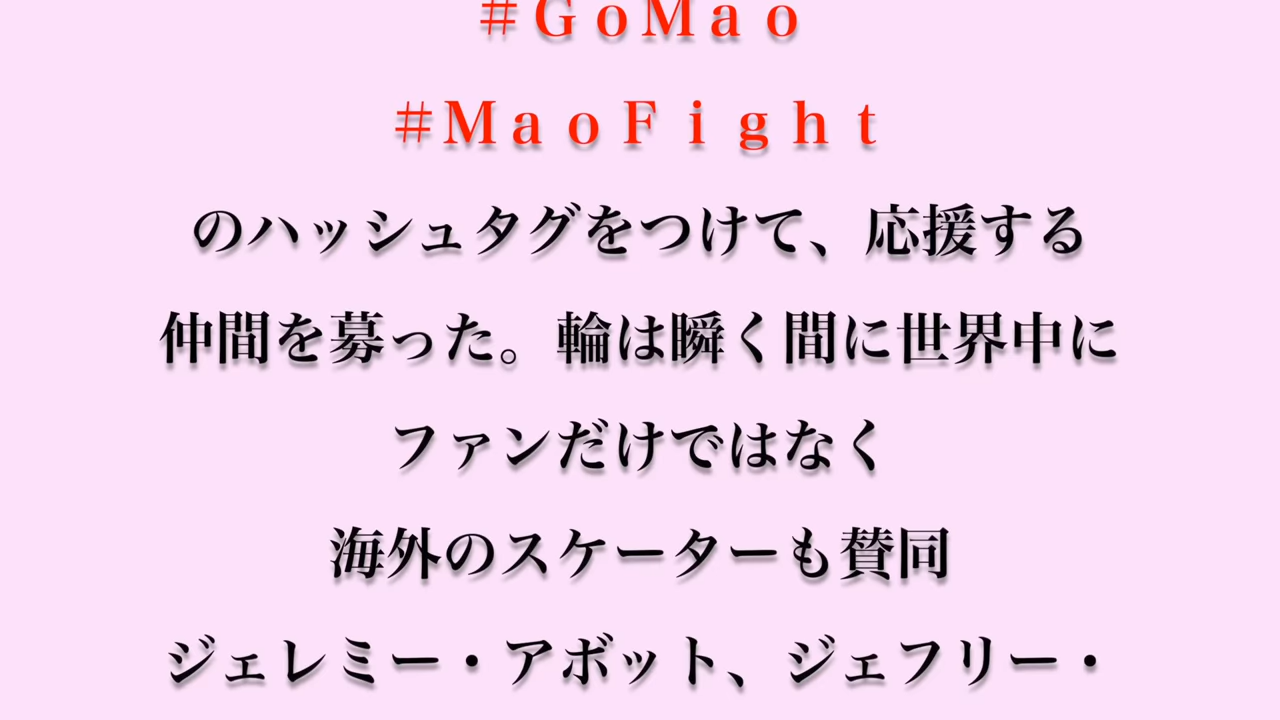 ＃ＧｏＭａｏ
＃ＭａｏＦｉｇｈｔ
のハッシュタグをつけて、応援する
仲間を募った。輪は瞬く間に世界中に
ファンだけではなく
海外のスケーターも賛同
ジェレミー・アボット、ジェフリー・